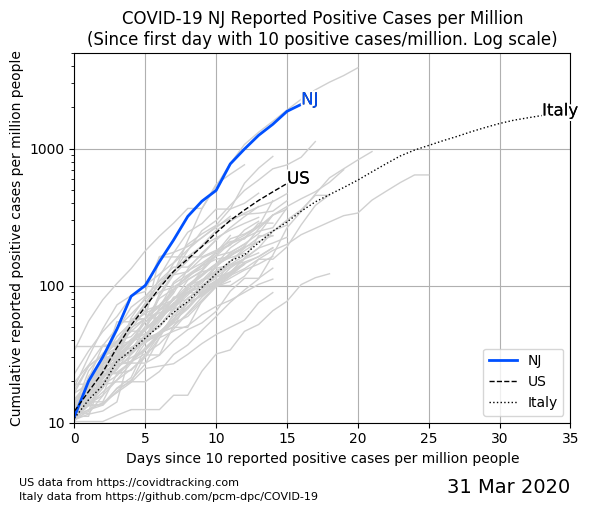 COVID-19 NJ Reported Positive Cases per Million
(Since first day with 10 positive cases/million. Log scale)
Cumulative reported positive cases per million people
1000
100
10
NJ
US
Italy
NJ
US
Italy
0 5 10 15 20 25 30 35
Days since 10 reported positive cases per million people
US data from https://covidtracking.com
Italy data from https://github.com/pcm-dpc/COVID-19
31 Mar 2020